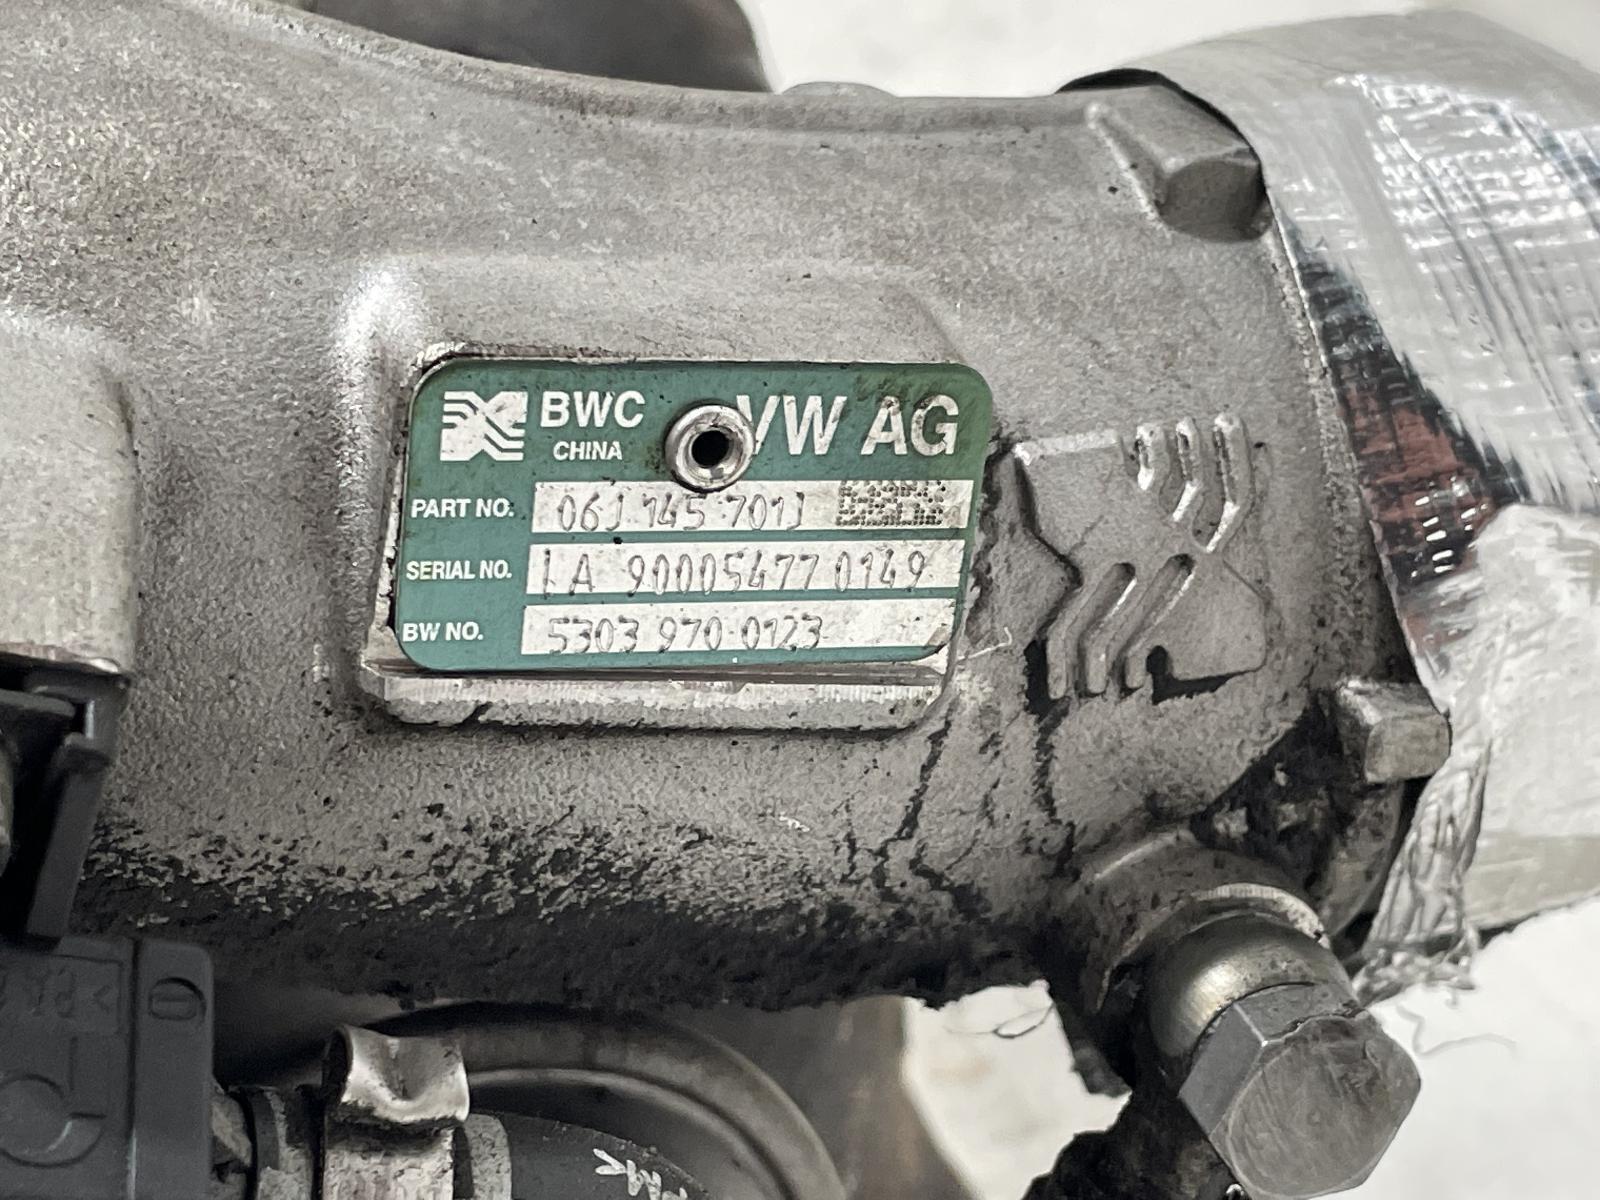 BWC VW AG
CHINA
PART NO: 06J 145 701J
SERIAL NO. LA 90005477 0149
BW NO. 5303 970 0123